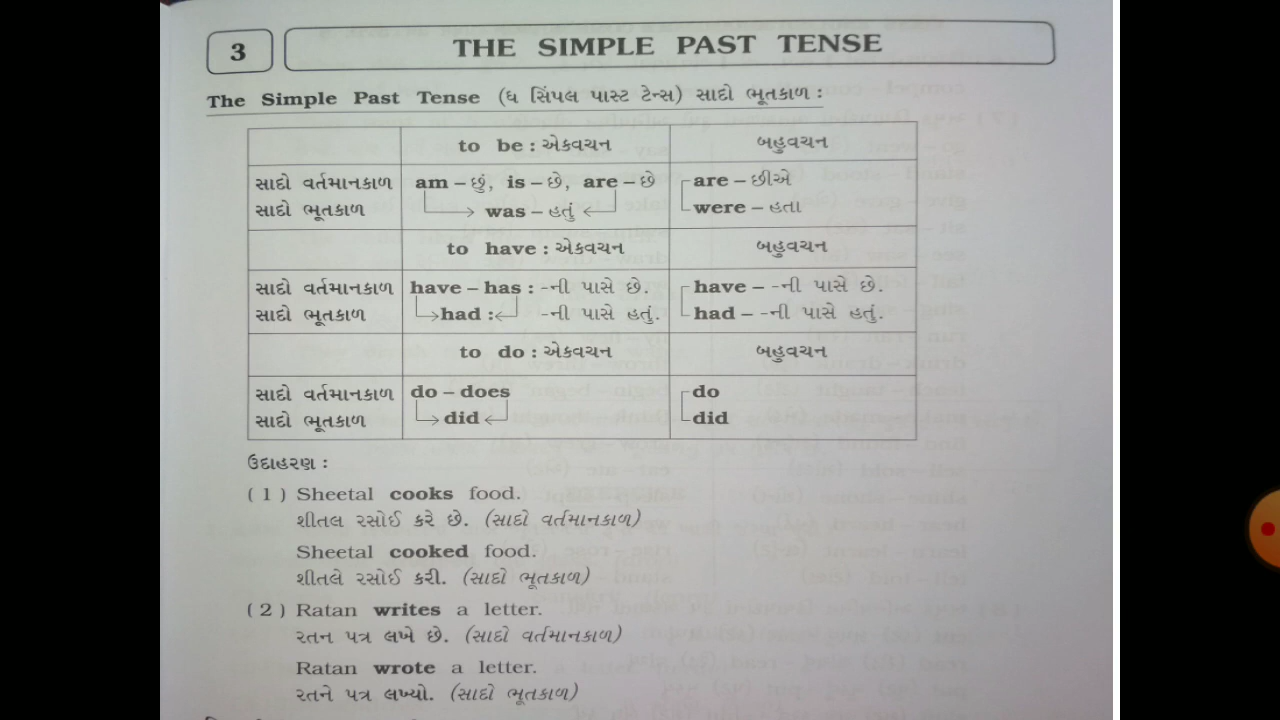 3 THE SIMPLE PAST TENSE
The Simple Past Tense (ધ સિંપલ પાસ્ટ ટેન્સ) સાદો ભૂતકાળ :
to be : એકવચન બહુવચન
સાદો વર્તમાનકાળ am – છું, is – છે, are – છે are – છીએ
સાદો ભૂતકાળ was – હતું were – હતા
to have : એકવચન બહુવચન
સાદો વર્તમાનકાળ have – has : -ની પાસે છે. have – -ની પાસે છે.
સાદો ભૂતકાળ had : -ની પાસે હતું. had – -ની પાસે હતું.
to do : એકવચન બહુવચન
સાદો વર્તમાનકાળ do – does do
સાદો ભૂતકાળ did did
ઉદાહરણ :
( 1 ) Sheetal cooks food.
શીતલ રસોઈ કરે છે. (સાદો વર્તમાનકાળ)
Sheetal cooked food.
શીતલે રસોઈ કરી. (સાદો ભૂતકાળ)
( 2 ) Ratan writes a letter.
રતન પત્ર લખે છે. (સાદો વર્તમાનકાળ)
Ratan wrote a letter.
રતને પત્ર લખ્યો. (સાદો ભૂતકાળ)